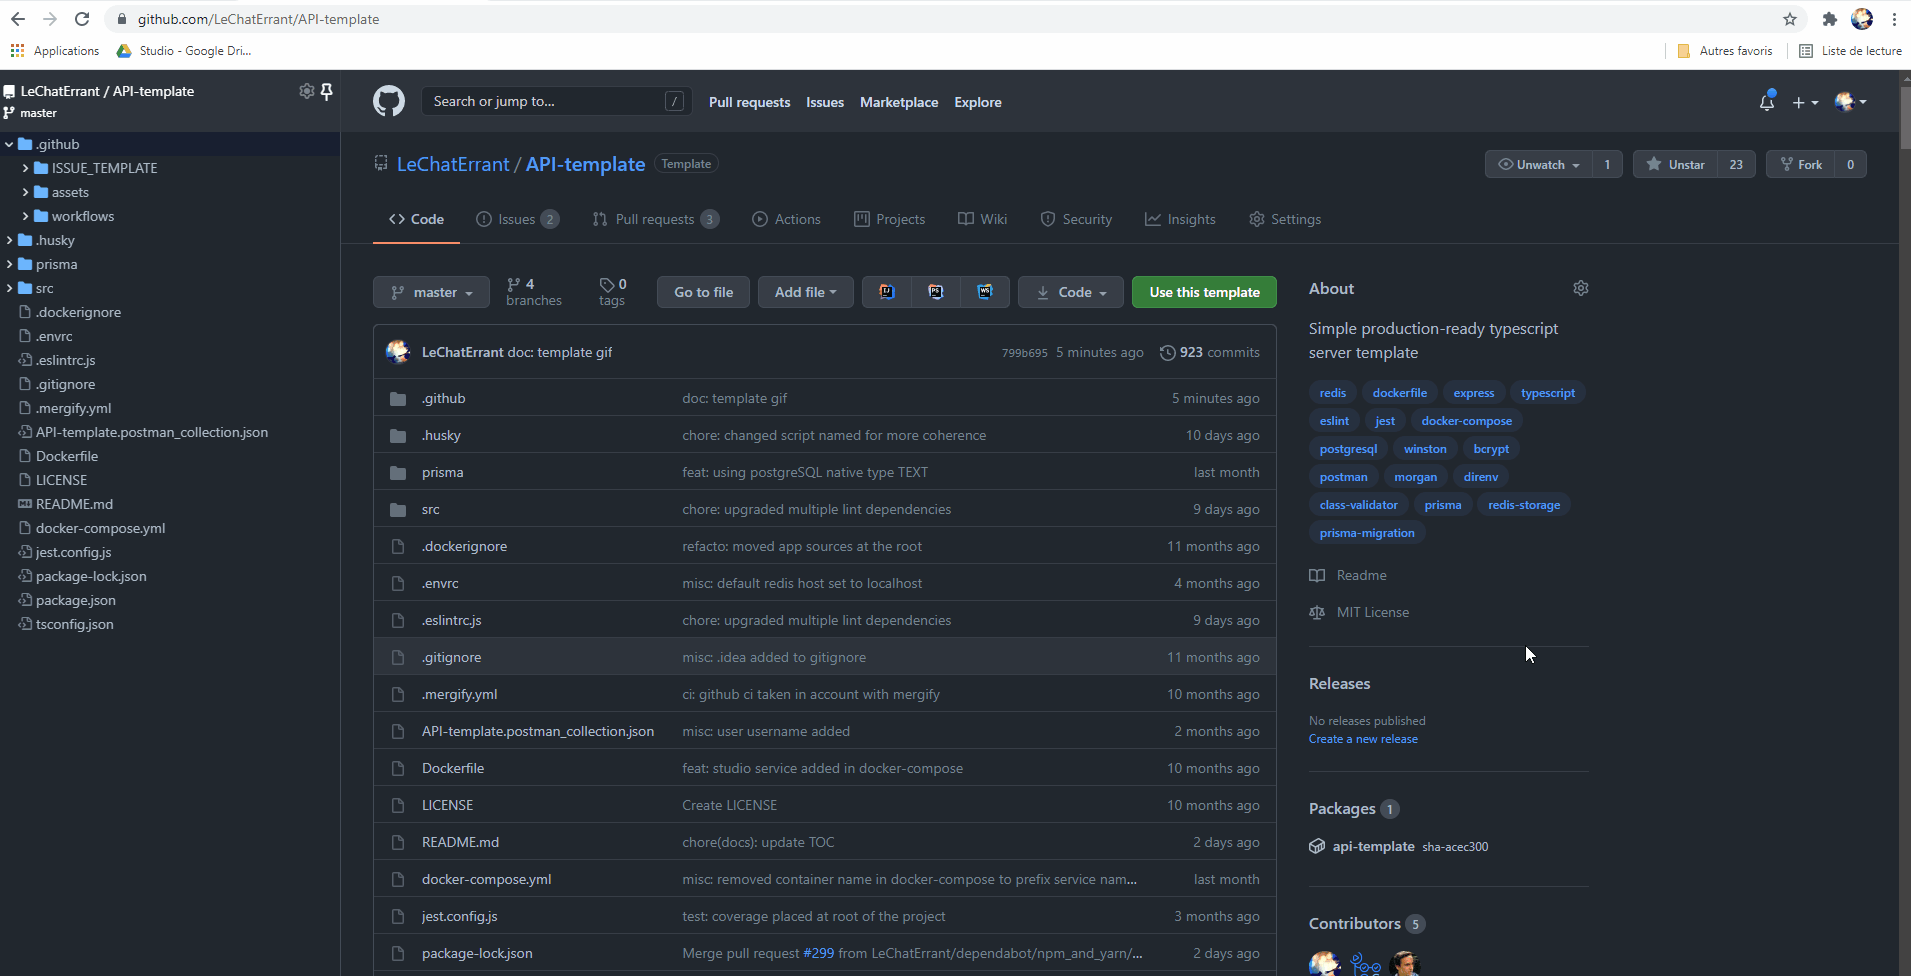 github.com/LeChatErrant/API-template
Applications
Studio - Google Dri...
Autres favoris
Liste de lecture
LeChatErrant / API-template
master
.github
ISSUE_TEMPLATE
assets
workflows
.husky
prisma
src
.dockerignore
.envrc
.eslintrc.js
.gitignore
.mergify.yml
API-template.postman_collection.json
Dockerfile
LICENSE
README.md
docker-compose.yml
jest.config.js
package-lock.json
package.json
tsconfig.json
Search or jump to... /
Pull requests Issues Marketplace Explore
LeChatErrant / API-template Template
Unwatch 1 Unstar 23 Fork 0
Code Issues 2 Pull requests 3 Actions Projects Wiki Security Insights Settings
master 4 branches 0 tags Go to file Add file IJ PS WS Code Use this template
LeChatErrant doc: template gif 799b695 5 minutes ago 923 commits
.github doc: template gif 5 minutes ago
.husky chore: changed script named for more coherence 10 days ago
prisma feat: using postgreSQL native type TEXT last month
src chore: upgraded multiple lint dependencies 9 days ago
.dockerignore refacto: moved app sources at the root 11 months ago
.envrc misc: default redis host set to localhost 4 months ago
.eslintrc.js chore: upgraded multiple lint dependencies 9 days ago
.gitignore misc: .idea added to gitignore 11 months ago
.mergify.yml ci: github ci taken in account with mergify 10 months ago
API-template.postman_collection.json misc: user username added 2 months ago
Dockerfile feat: studio service added in docker-compose 10 months ago
LICENSE Create LICENSE 10 months ago
README.md chore(docs): update TOC 2 days ago
docker-compose.yml misc: removed container name in docker-compose to prefix service nam... last month
jest.config.js test: coverage placed at root of the project 3 months ago
package-lock.json Merge pull request #299 from LeChatErrant/dependabot/npm_and_yarn/... 2 days ago
About
Simple production-ready typescript
server template
redis dockerfile express typescript
eslint jest docker-compose
postgresql winston bcrypt
postman morgan direnv
class-validator prisma redis-storage
prisma-migration
Readme
MIT License
Releases
No releases published
Create a new release
Packages 1
api-template sha-acec300
Contributors 5